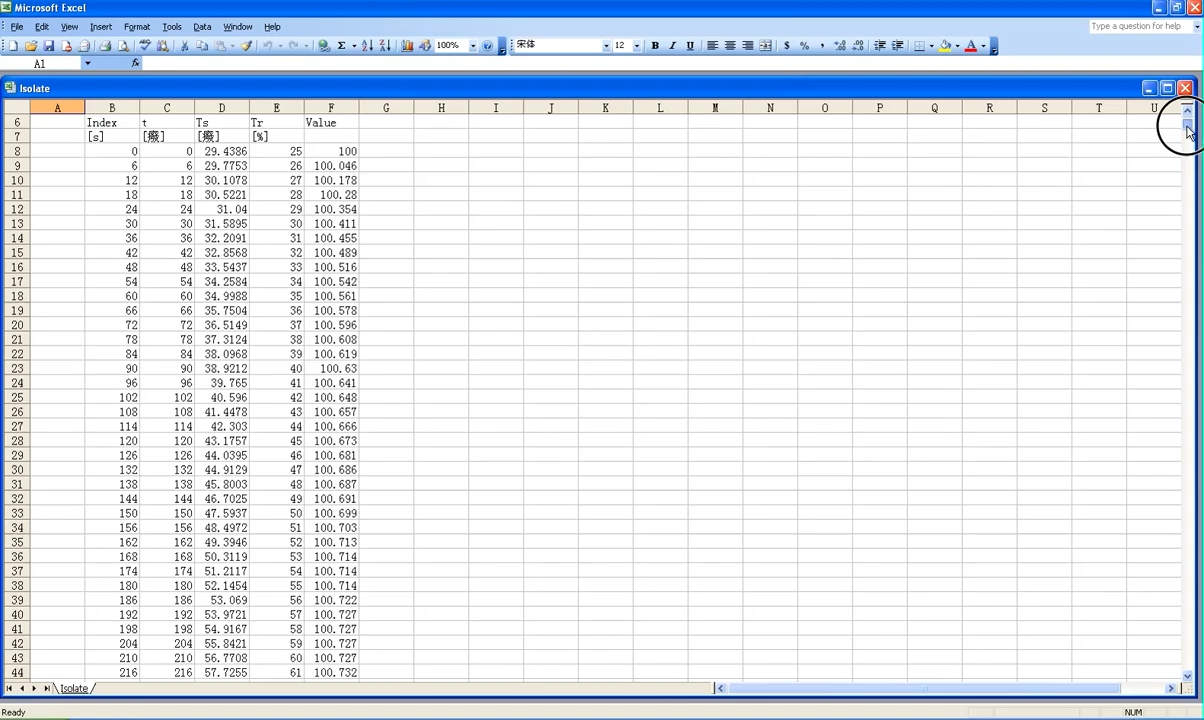 Microsoft Excel
File Edit View Insert Format Tools Data Window Help Type a question for help
100% 宋体 12 B I U $ % ,
A1 fx
Isolate
A B C D E F G H I J K L M N O P Q R S T U
6 Index t Ts Tr Value
7 [s] [癈] [癈] [%]
8 0 0 29.4386 25 100
9 6 6 29.7753 26 100.046
10 12 12 30.1078 27 100.178
11 18 18 30.5221 28 100.28
12 24 24 31.04 29 100.354
13 30 30 31.5895 30 100.411
14 36 36 32.2091 31 100.455
15 42 42 32.8568 32 100.489
16 48 48 33.5437 33 100.516
17 54 54 34.2584 34 100.542
18 60 60 34.9988 35 100.561
19 66 66 35.7504 36 100.578
20 72 72 36.5149 37 100.596
21 78 78 37.3124 38 100.608
22 84 84 38.0968 39 100.619
23 90 90 38.9212 40 100.63
24 96 96 39.765 41 100.641
25 102 102 40.596 42 100.648
26 108 108 41.4478 43 100.657
27 114 114 42.303 44 100.666
28 120 120 43.1757 45 100.673
29 126 126 44.0395 46 100.681
30 132 132 44.9129 47 100.686
31 138 138 45.8003 48 100.687
32 144 144 46.7025 49 100.691
33 150 150 47.5937 50 100.699
34 156 156 48.4972 51 100.703
35 162 162 49.3946 52 100.713
36 168 168 50.3119 53 100.714
37 174 174 51.2117 54 100.714
38 180 180 52.1454 55 100.714
39 186 186 53.069 56 100.722
40 192 192 53.9721 57 100.727
41 198 198 54.9167 58 100.727
42 204 204 55.8421 59 100.727
43 210 210 56.7708 60 100.727
44 216 216 57.7255 61 100.732
Isolate
Ready NUM